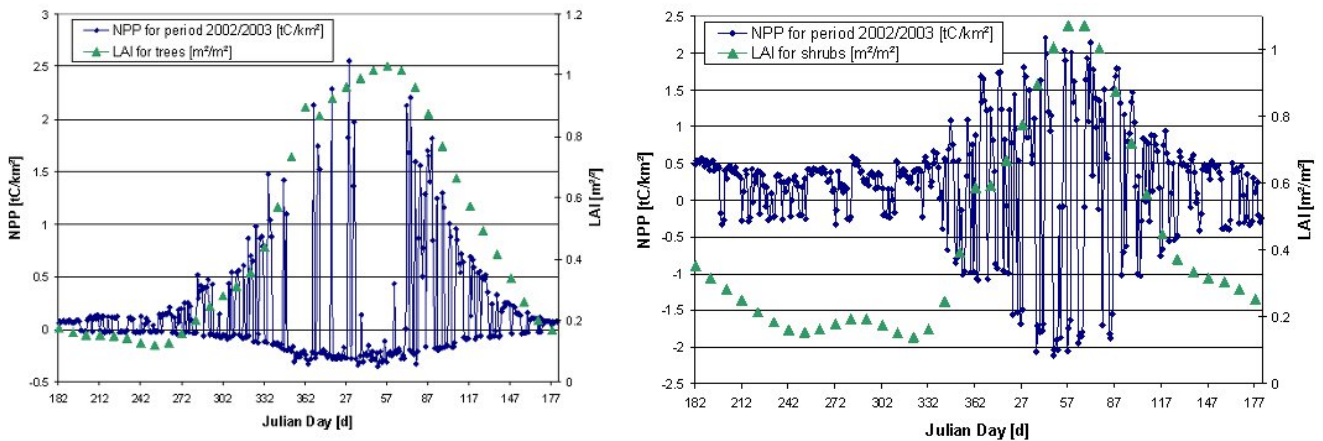 NPP for period 2002/2003 [tC/km²]
LAI for trees [m²/m²]
3
2.5
2
1.5
1
0.5
0
-0.5
NPP [tC/km²]
1.2
1
0.8
0.6
0.4
0.2
0
LAI [m²/²]
182 212 242 272 302 332 362 27 57 87 117 147 177
Julian Day [d]
NPP for period 2002/2003 [tC/km²]
LAI for shrubs [m²/m²]
2.5
2
1.5
1
0.5
0
-0.5
-1
-1.5
-2
-2.5
NPP [tC/km²]
1
0.8
0.6
0.4
0.2
0
LAI [m²/m²]
182 212 242 272 302 332 362 27 57 87 117 147 177
Julian Day [d]